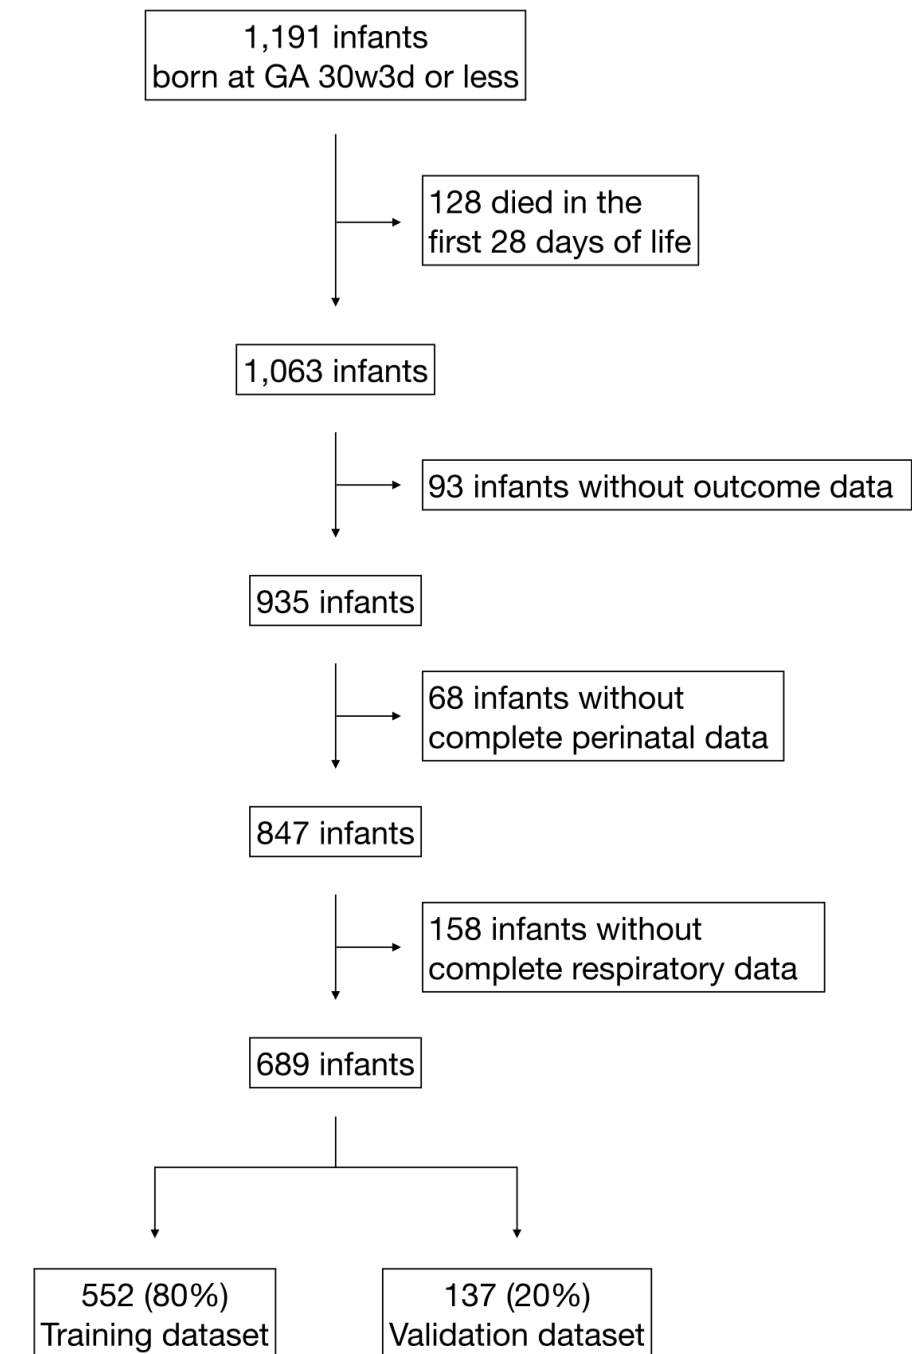 1,191 infants
born at GA 30w3d or less
128 died in the
first 28 days of life
1,063 infants
93 infants without outcome data
935 infants
68 infants without
complete perinatal data
847 infants
158 infants without
complete respiratory data
689 infants
552 (80%)
Training dataset
137 (20%)
Validation dataset